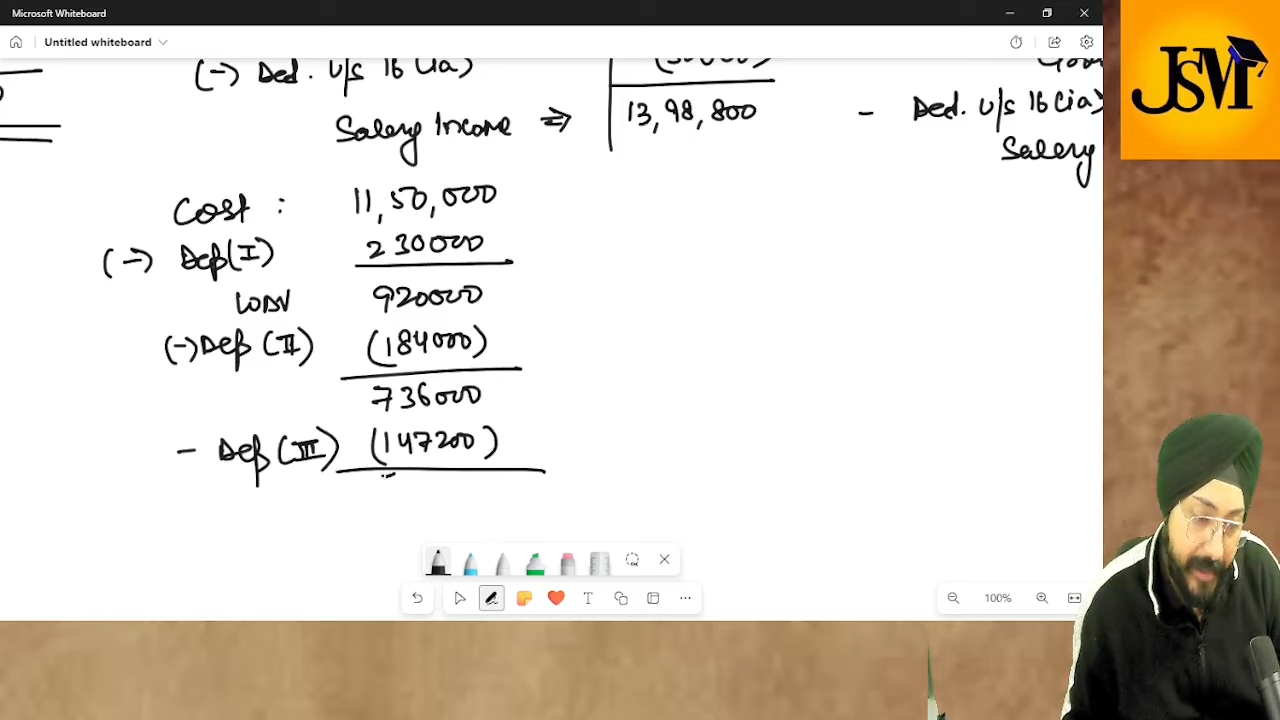 Microsoft Whiteboard
Untitled whiteboard
(-) Ded. u/s 16 (ia)
Salary Income ⇒ 13,98,800
- Ded. u/s 16 (ia)
Salary
Cost : 11,50,000
(-) Dep (I) 230000
WDV 920000
(-) Dep (II) (184000)
736000
- Dep (III) (147200)
100%
JSM